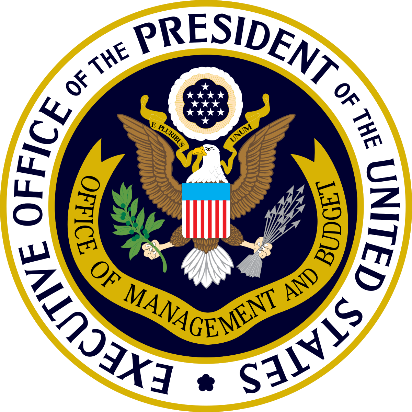 EXECUTIVE OFFICE OF THE PRESIDENT OF THE UNITED STATES
E PLURIBUS UNUM
OFFICE OF MANAGEMENT AND BUDGET